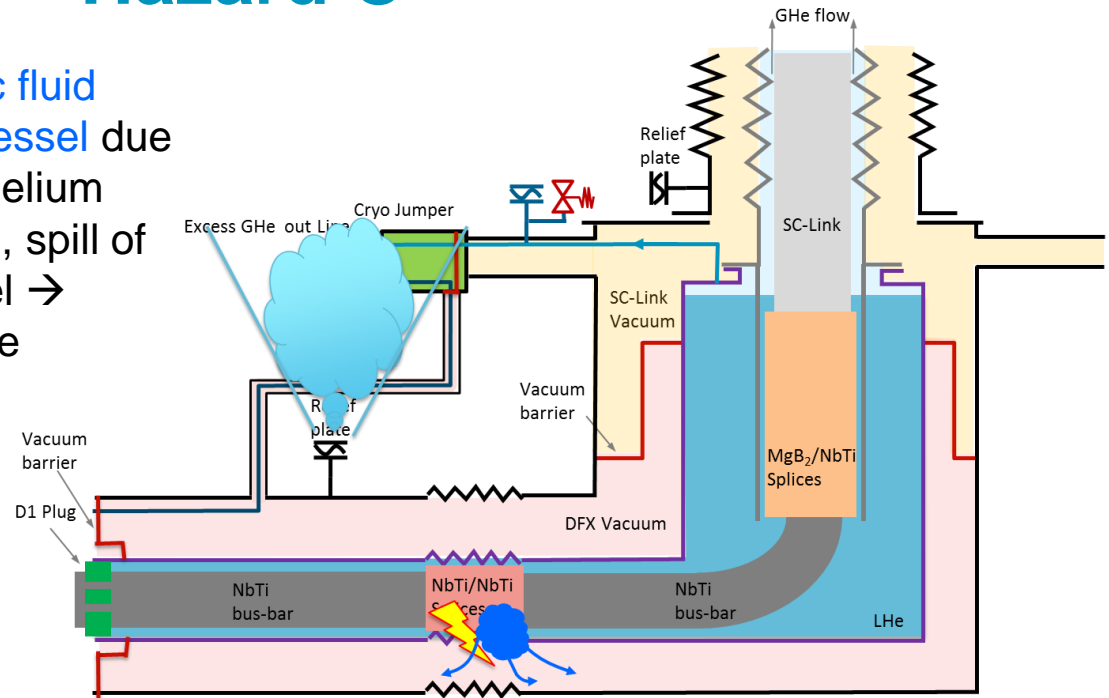 c fluid
essel due
elium
, spill of
el →
e
GHe flow
Relief
plate
Cryo Jumper
Excess GHe out Line
SC-Link
SC-Link
Vacuum
Vacuum
barrier
MgB₂/NbTi
Splices
plate
Vacuum
barrier
D1 Plug
DFX Vacuum
NbTi
bus-bar
NbTi/NbTi
NbTi
bus-bar
LHe